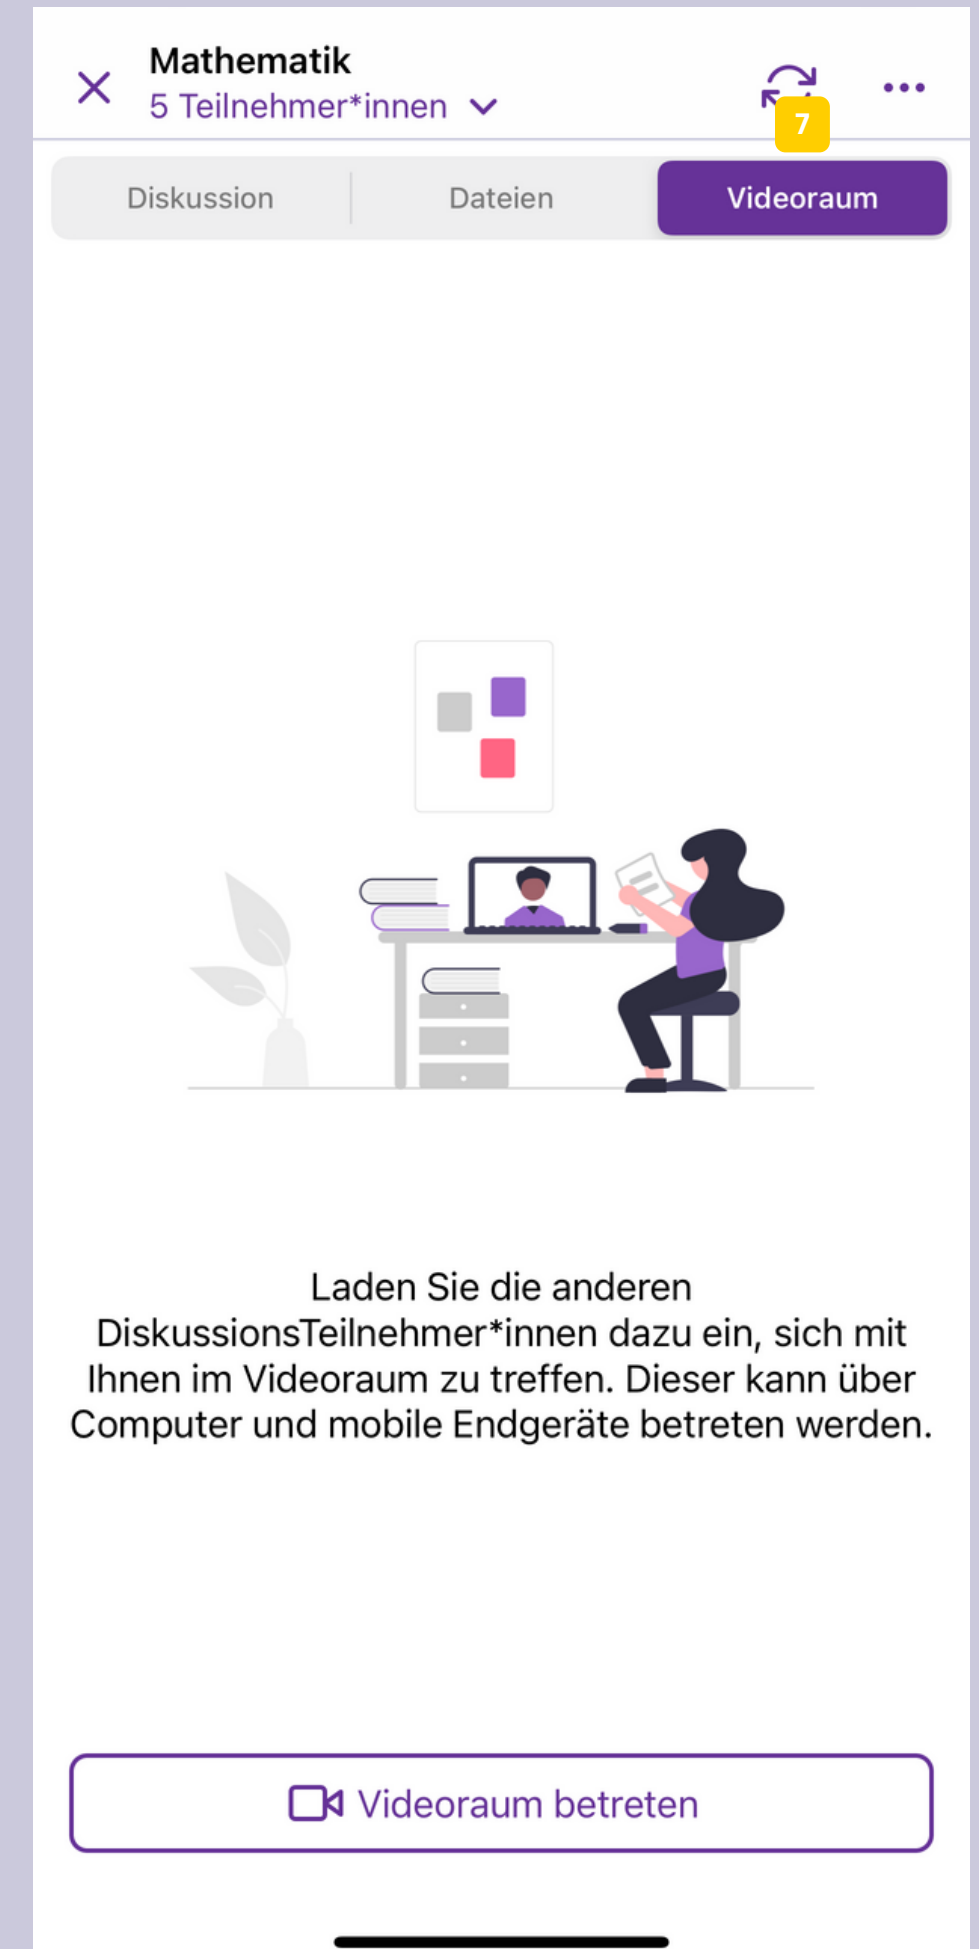 Mathematik
5 Teilnehmer*innen
7
Diskussion
Dateien
Videoraum
Laden Sie die anderen
DiskussionsTeilnehmer*innen dazu ein, sich mit
Ihnen im Videoraum zu treffen. Dieser kann über
Computer und mobile Endgeräte betreten werden.
Videoraum betreten